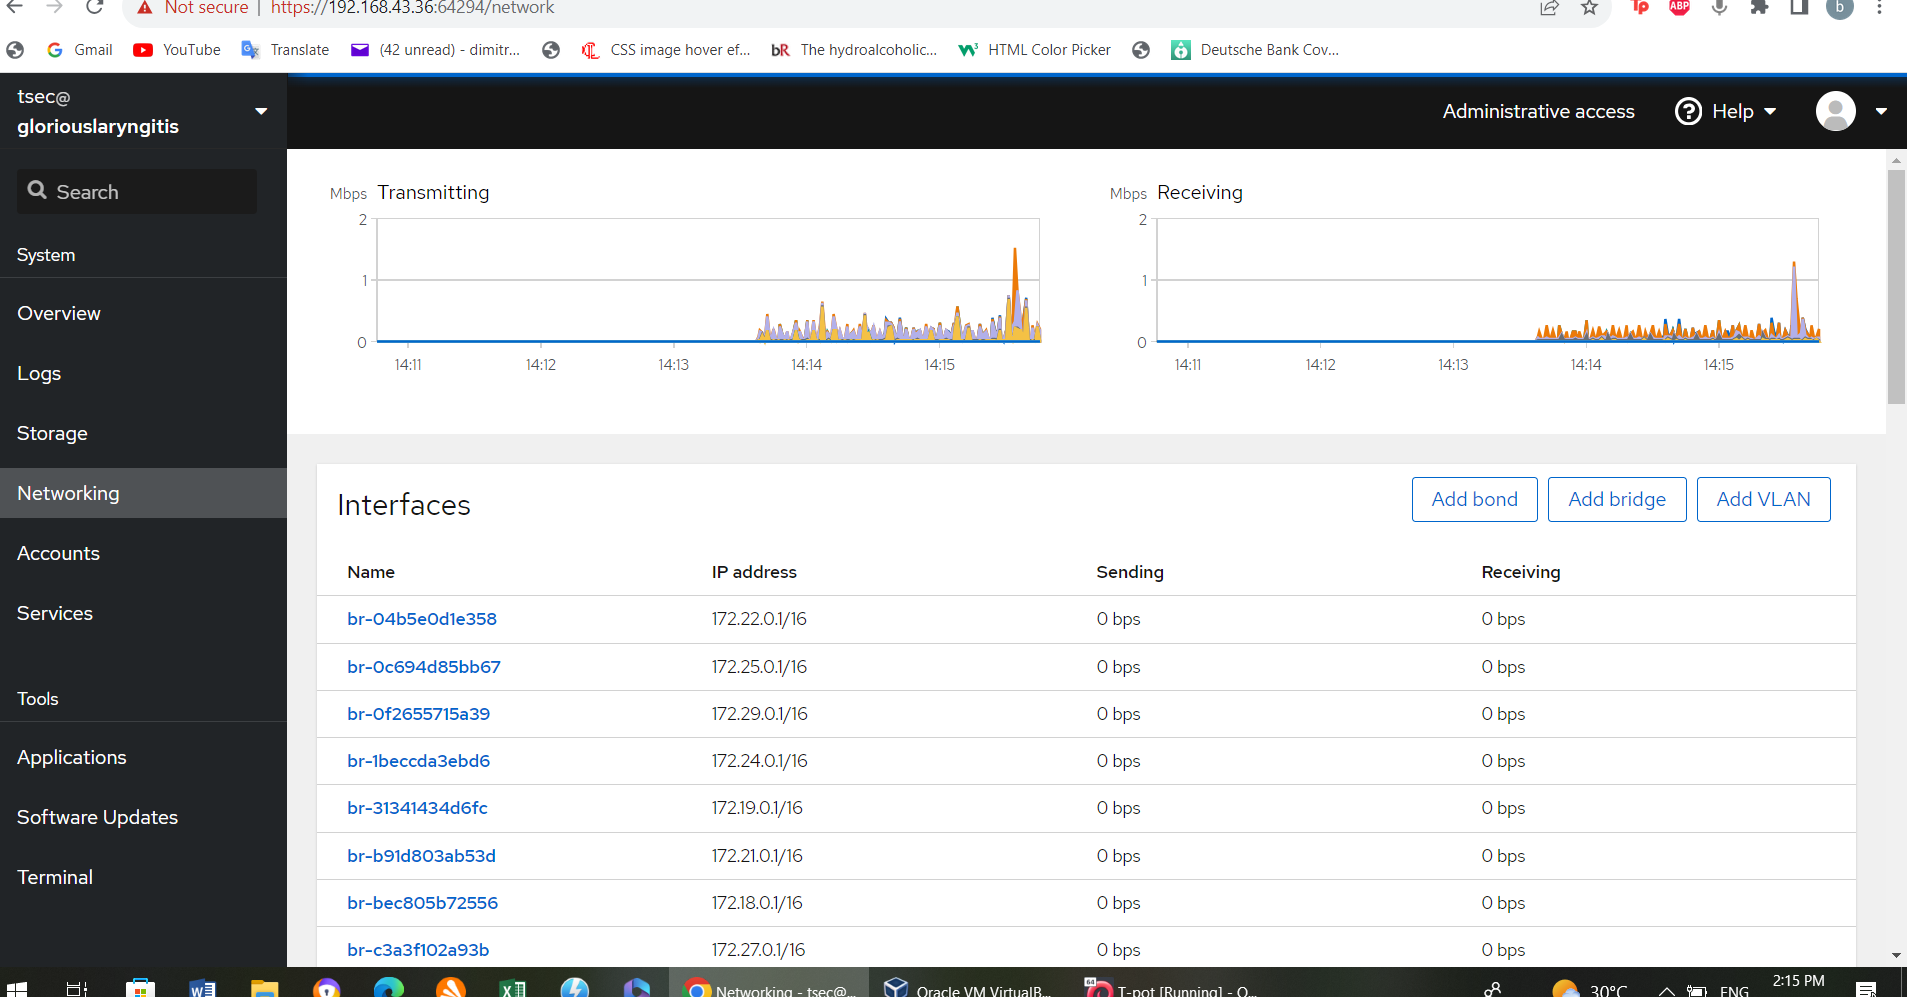 Not secure | https://192.168.43.36:64294/network
Gmail YouTube Translate (42 unread) - dimitr... CSS image hover ef... bR The hydroalcoholic... HTML Color Picker Deutsche Bank Cov...
tsec@
gloriouslaryngitis
Administrative access Help
Search
System
Overview
Logs
Storage
Networking
Accounts
Services
Tools
Applications
Software Updates
Terminal
Mbps Transmitting
2
1
0
14:11 14:12 14:13 14:14 14:15
Mbps Receiving
2
1
0
14:11 14:12 14:13 14:14 14:15
Interfaces
Add bond Add bridge Add VLAN
Name IP address Sending Receiving
br-04b5e0d1e358 172.22.0.1/16 0 bps 0 bps
br-0c694d85bb67 172.25.0.1/16 0 bps 0 bps
br-0f2655715a39 172.29.0.1/16 0 bps 0 bps
br-1beccda3ebd6 172.24.0.1/16 0 bps 0 bps
br-31341434d6fc 172.19.0.1/16 0 bps 0 bps
br-b91d803ab53d 172.21.0.1/16 0 bps 0 bps
br-bec805b72556 172.18.0.1/16 0 bps 0 bps
br-c3a3f102a93b 172.27.0.1/16 0 bps 0 bps
Networking - tsec@... Oracle VM VirtualB... T-pot [Running] - O... 30°C ENG 2:15 PM